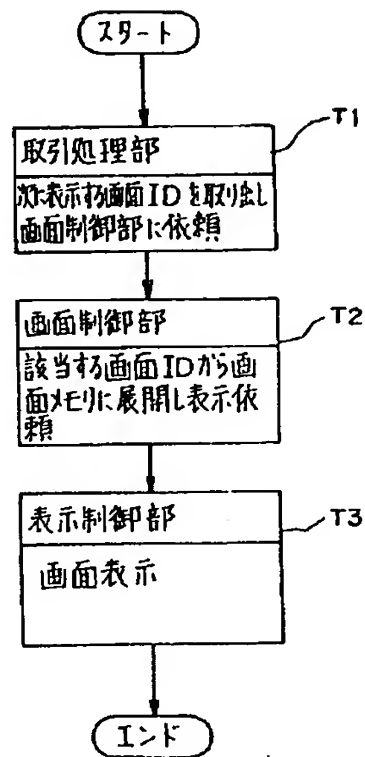 スタート
T1
取引処理部
次に表示する画面IDを取り出し
画面制御部に依頼
T2
画面制御部
該当する画面IDから画
面メモリに展開し表示依
頼
T3
表示制御部
画面表示
エンド